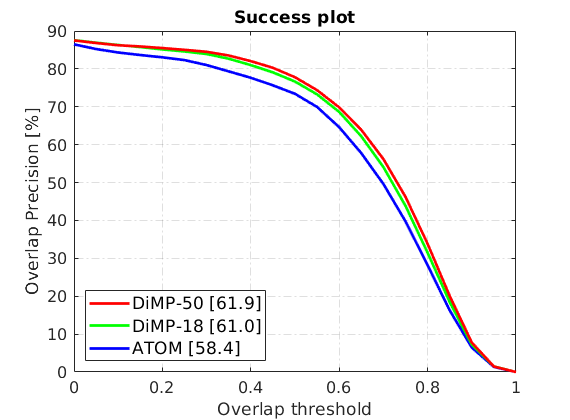 Success plot
Overlap Precision [%]
90
80
70
60
50
40
30
20
10
0
DiMP-50 [61.9]
DiMP-18 [61.0]
ATOM [58.4]
0 0.2 0.4 0.6 0.8 1
Overlap threshold